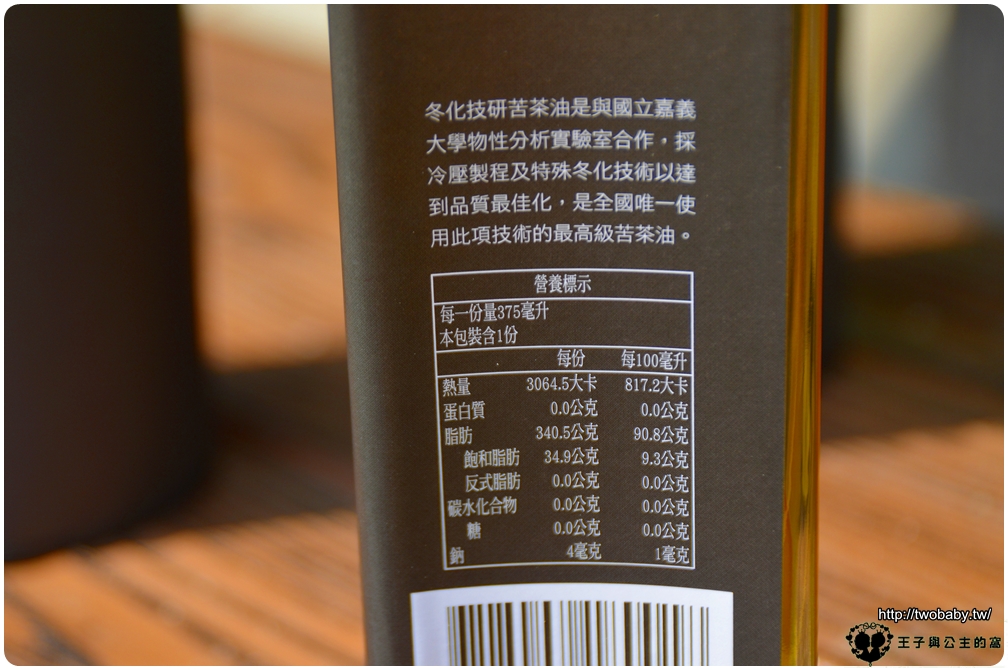 冬化技研苦茶油是與國立嘉義
大學物性分析實驗室合作，採
冷壓製程及特殊冬化技術以達
到品質最佳化，是全國唯一使
用此項技術的最高級苦茶油。
營養標示
每一份量375毫升
本包裝含1份
每份 每100毫升
熱量 3064.5大卡 817.2大卡
蛋白質 0.0公克 0.0公克
脂肪 340.5公克 90.8公克
飽和脂肪 34.9公克 9.3公克
反式脂肪 0.0公克 0.0公克
碳水化合物 0.0公克 0.0公克
糖 0.0公克 0.0公克
鈉 4毫克 1毫克
http://twobaby.tw/
王子與公主的窩